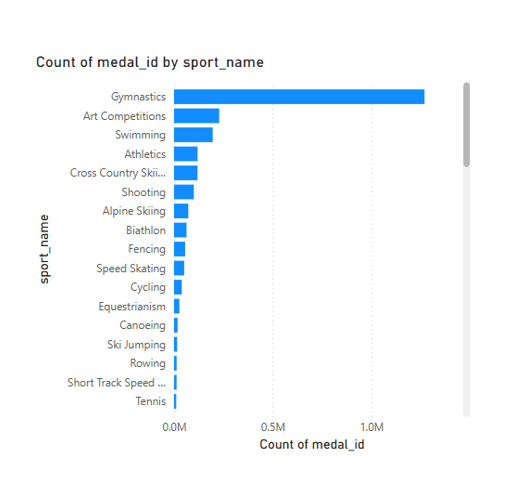 Count of medal_id by sport_name
Gymnastics
Art Competitions
Swimming
Athletics
Cross Country Skii...
Shooting
Alpine Skiing
Biathlon
Fencing
Speed Skating
Cycling
Equestrianism
Canoeing
Ski Jumping
Rowing
Short Track Speed ...
Tennis
sport_name
0.0M 0.5M 1.0M
Count of medal_id